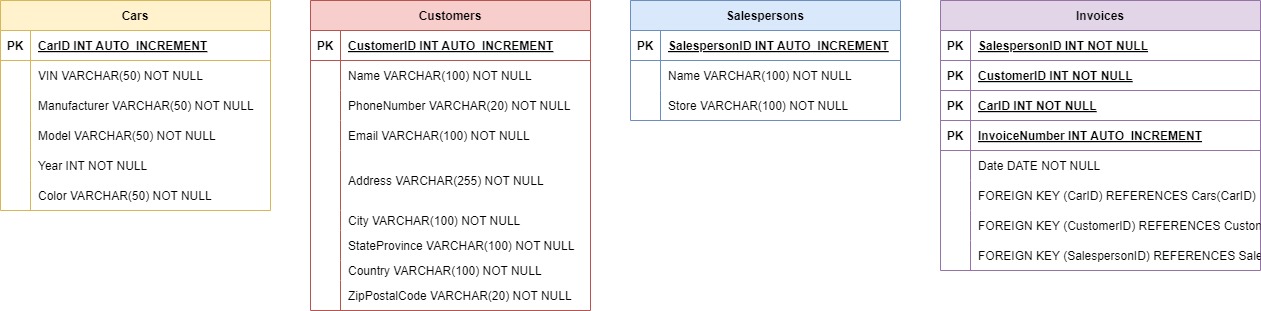 Cars
PK CarID INT AUTO_INCREMENT
VIN VARCHAR(50) NOT NULL
Manufacturer VARCHAR(50) NOT NULL
Model VARCHAR(50) NOT NULL
Year INT NOT NULL
Color VARCHAR(50) NOT NULL
Customers
PK CustomerID INT AUTO_INCREMENT
Name VARCHAR(100) NOT NULL
PhoneNumber VARCHAR(20) NOT NULL
Email VARCHAR(100) NOT NULL
Address VARCHAR(255) NOT NULL
City VARCHAR(100) NOT NULL
StateProvince VARCHAR(100) NOT NULL
Country VARCHAR(100) NOT NULL
ZipPostalCode VARCHAR(20) NOT NULL
Salespersons
PK SalespersonID INT AUTO_INCREMENT
Name VARCHAR(100) NOT NULL
Store VARCHAR(100) NOT NULL
Invoices
PK SalespersonID INT NOT NULL
PK CustomerID INT NOT NULL
PK CarID INT NOT NULL
PK InvoiceNumber INT AUTO_INCREMENT
Date DATE NOT NULL
FOREIGN KEY (CarID) REFERENCES Cars(CarID)
FOREIGN KEY (CustomerID) REFERENCES Custon
FOREIGN KEY (SalespersonID) REFERENCES Sale